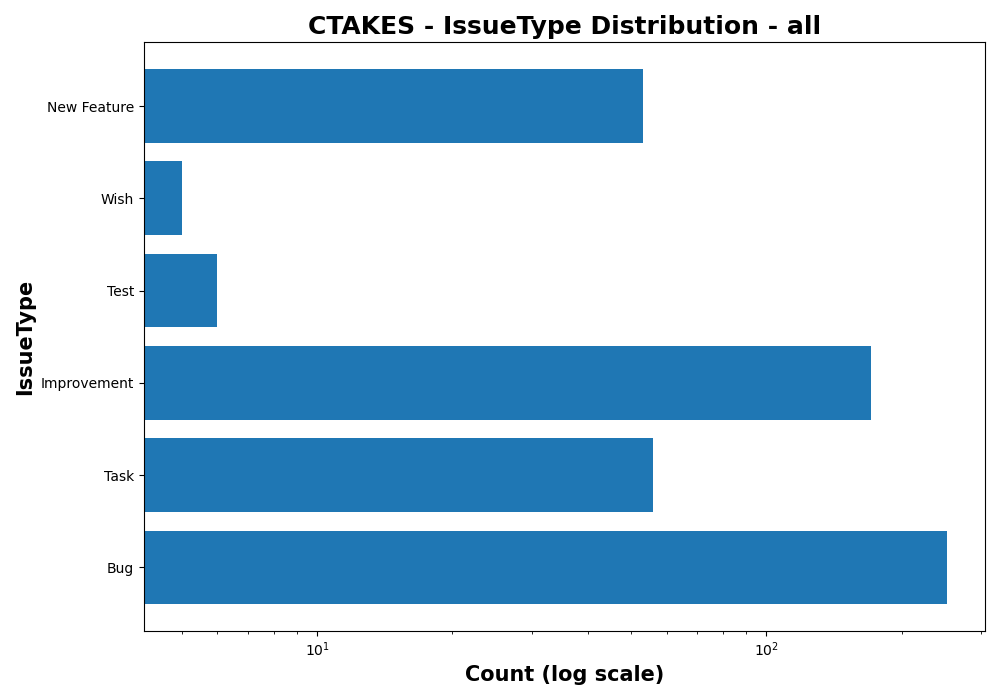 CTAKES - IssueType Distribution - all
New Feature
Wish
Test
Improvement
Task
Bug
IssueType
10¹
10²
Count (log scale)